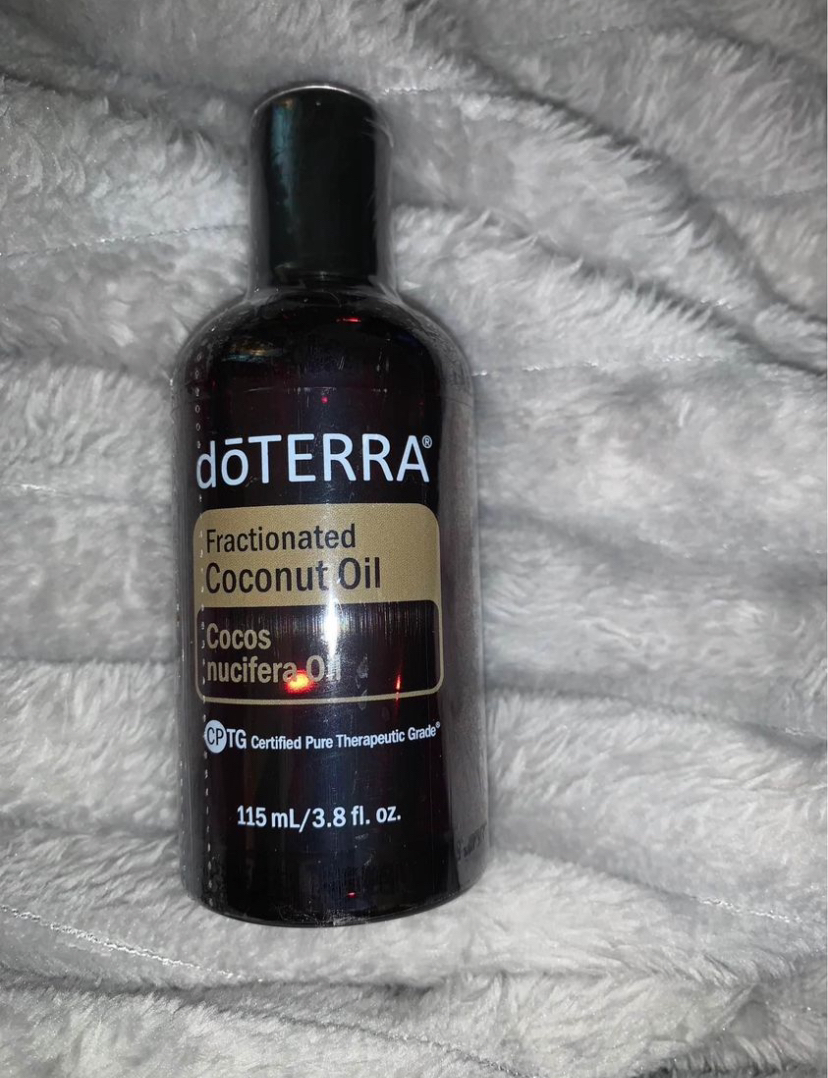 dōTERRA®
Fractionated
Coconut Oil
Cocos
nucifera Oil
CPTG Certified Pure Therapeutic Grade®
115 mL/3.8 fl. oz.